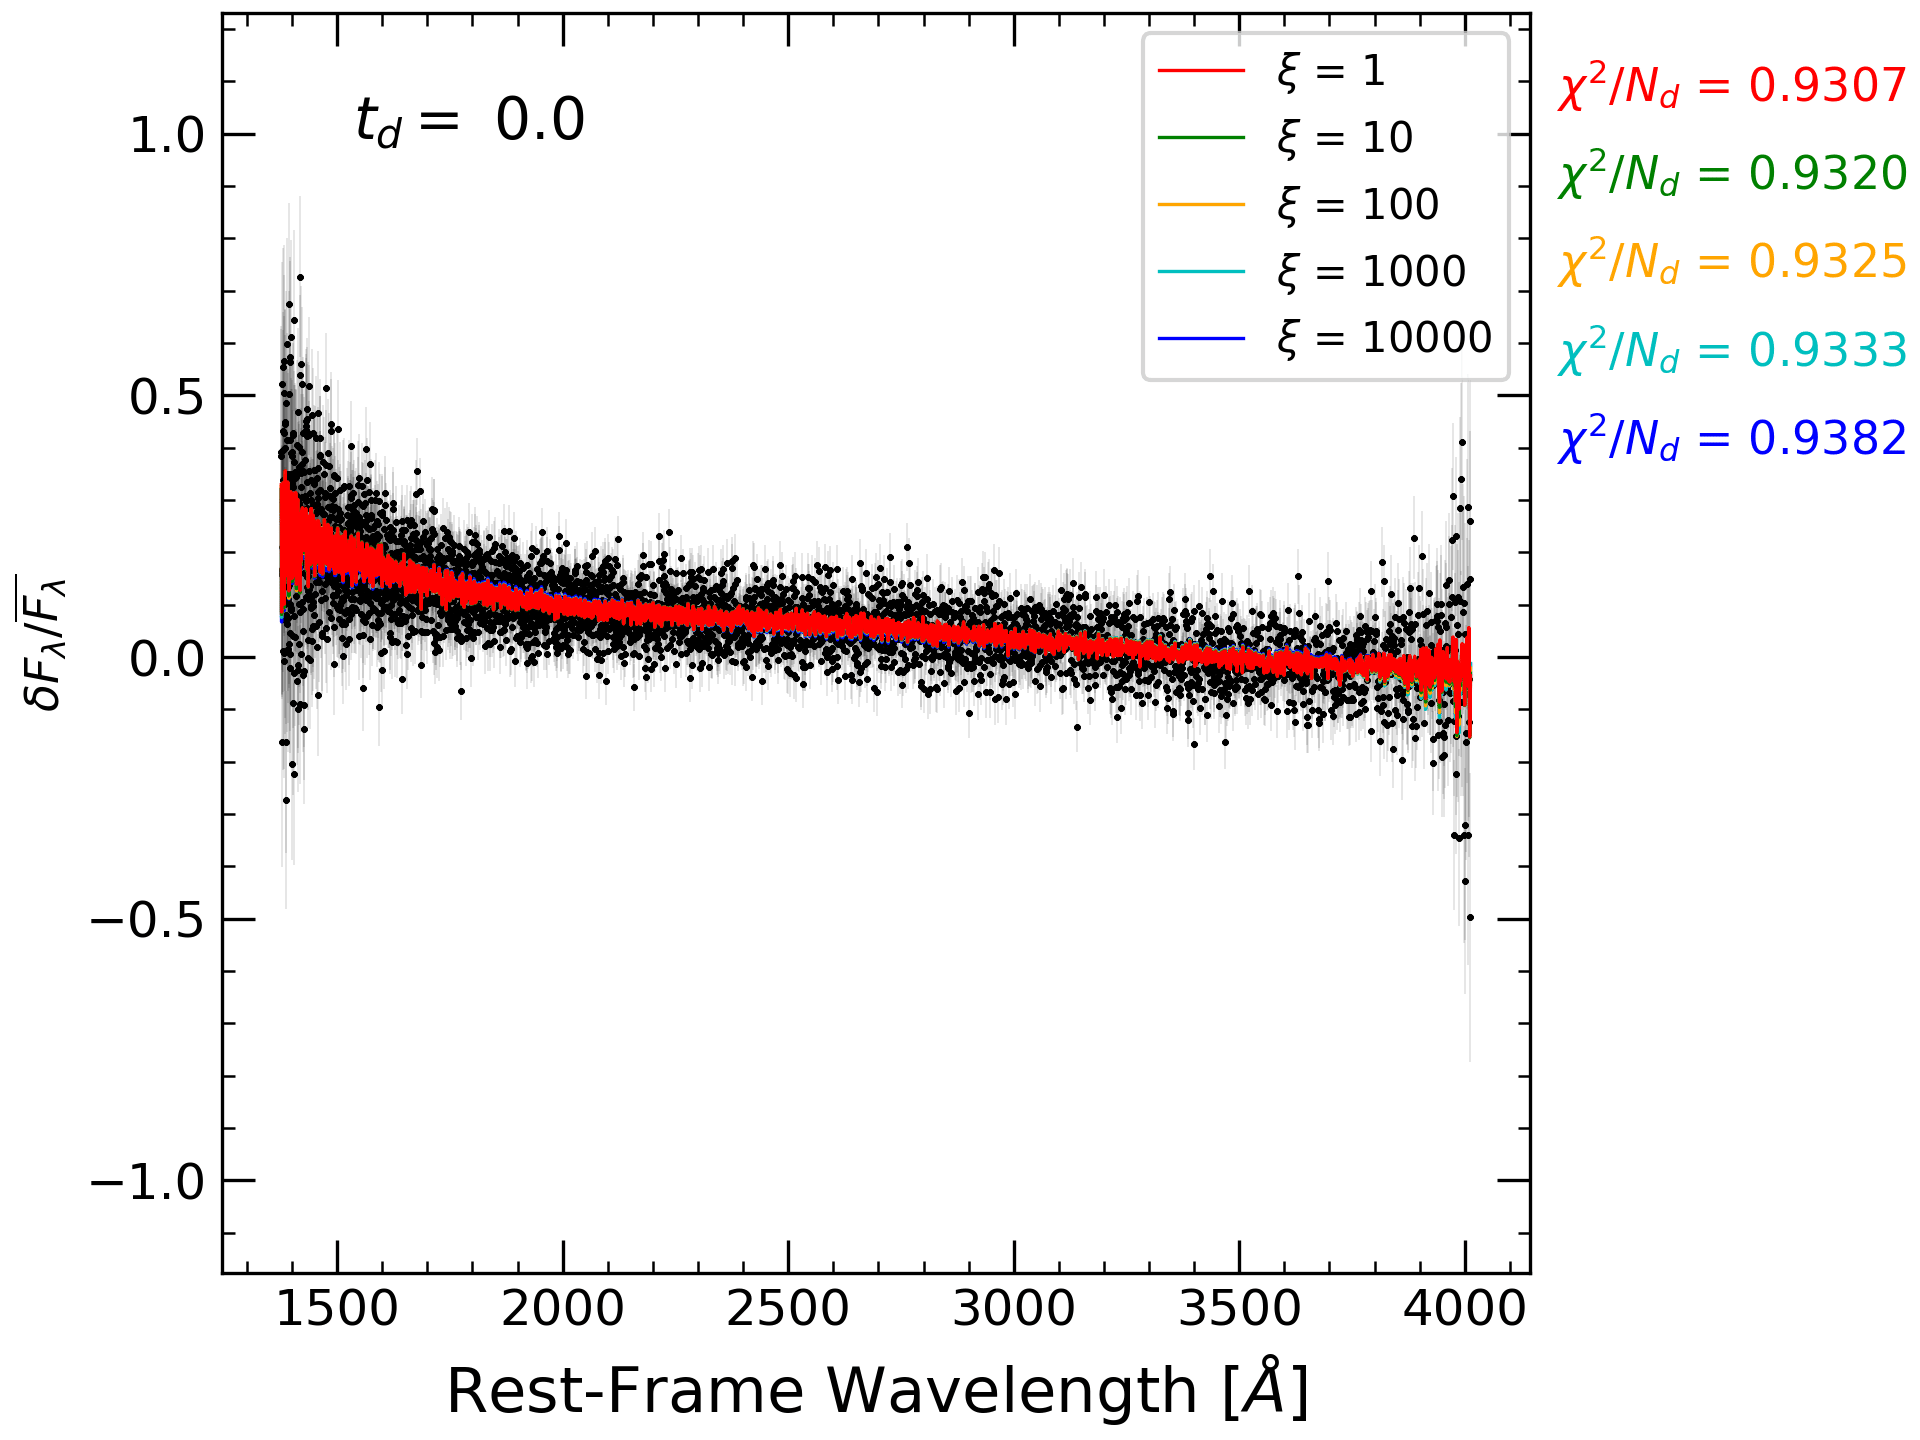 t_d = 0.0
ξ = 1
ξ = 10
ξ = 100
ξ = 1000
ξ = 10000
χ²/N_d = 0.9307
χ²/N_d = 0.9320
χ²/N_d = 0.9325
χ²/N_d = 0.9333
χ²/N_d = 0.9382
1.0
0.5
0.0
−0.5
−1.0
δF_λ/F̅_λ
1500 2000 2500 3000 3500 4000
Rest-Frame Wavelength [Å]